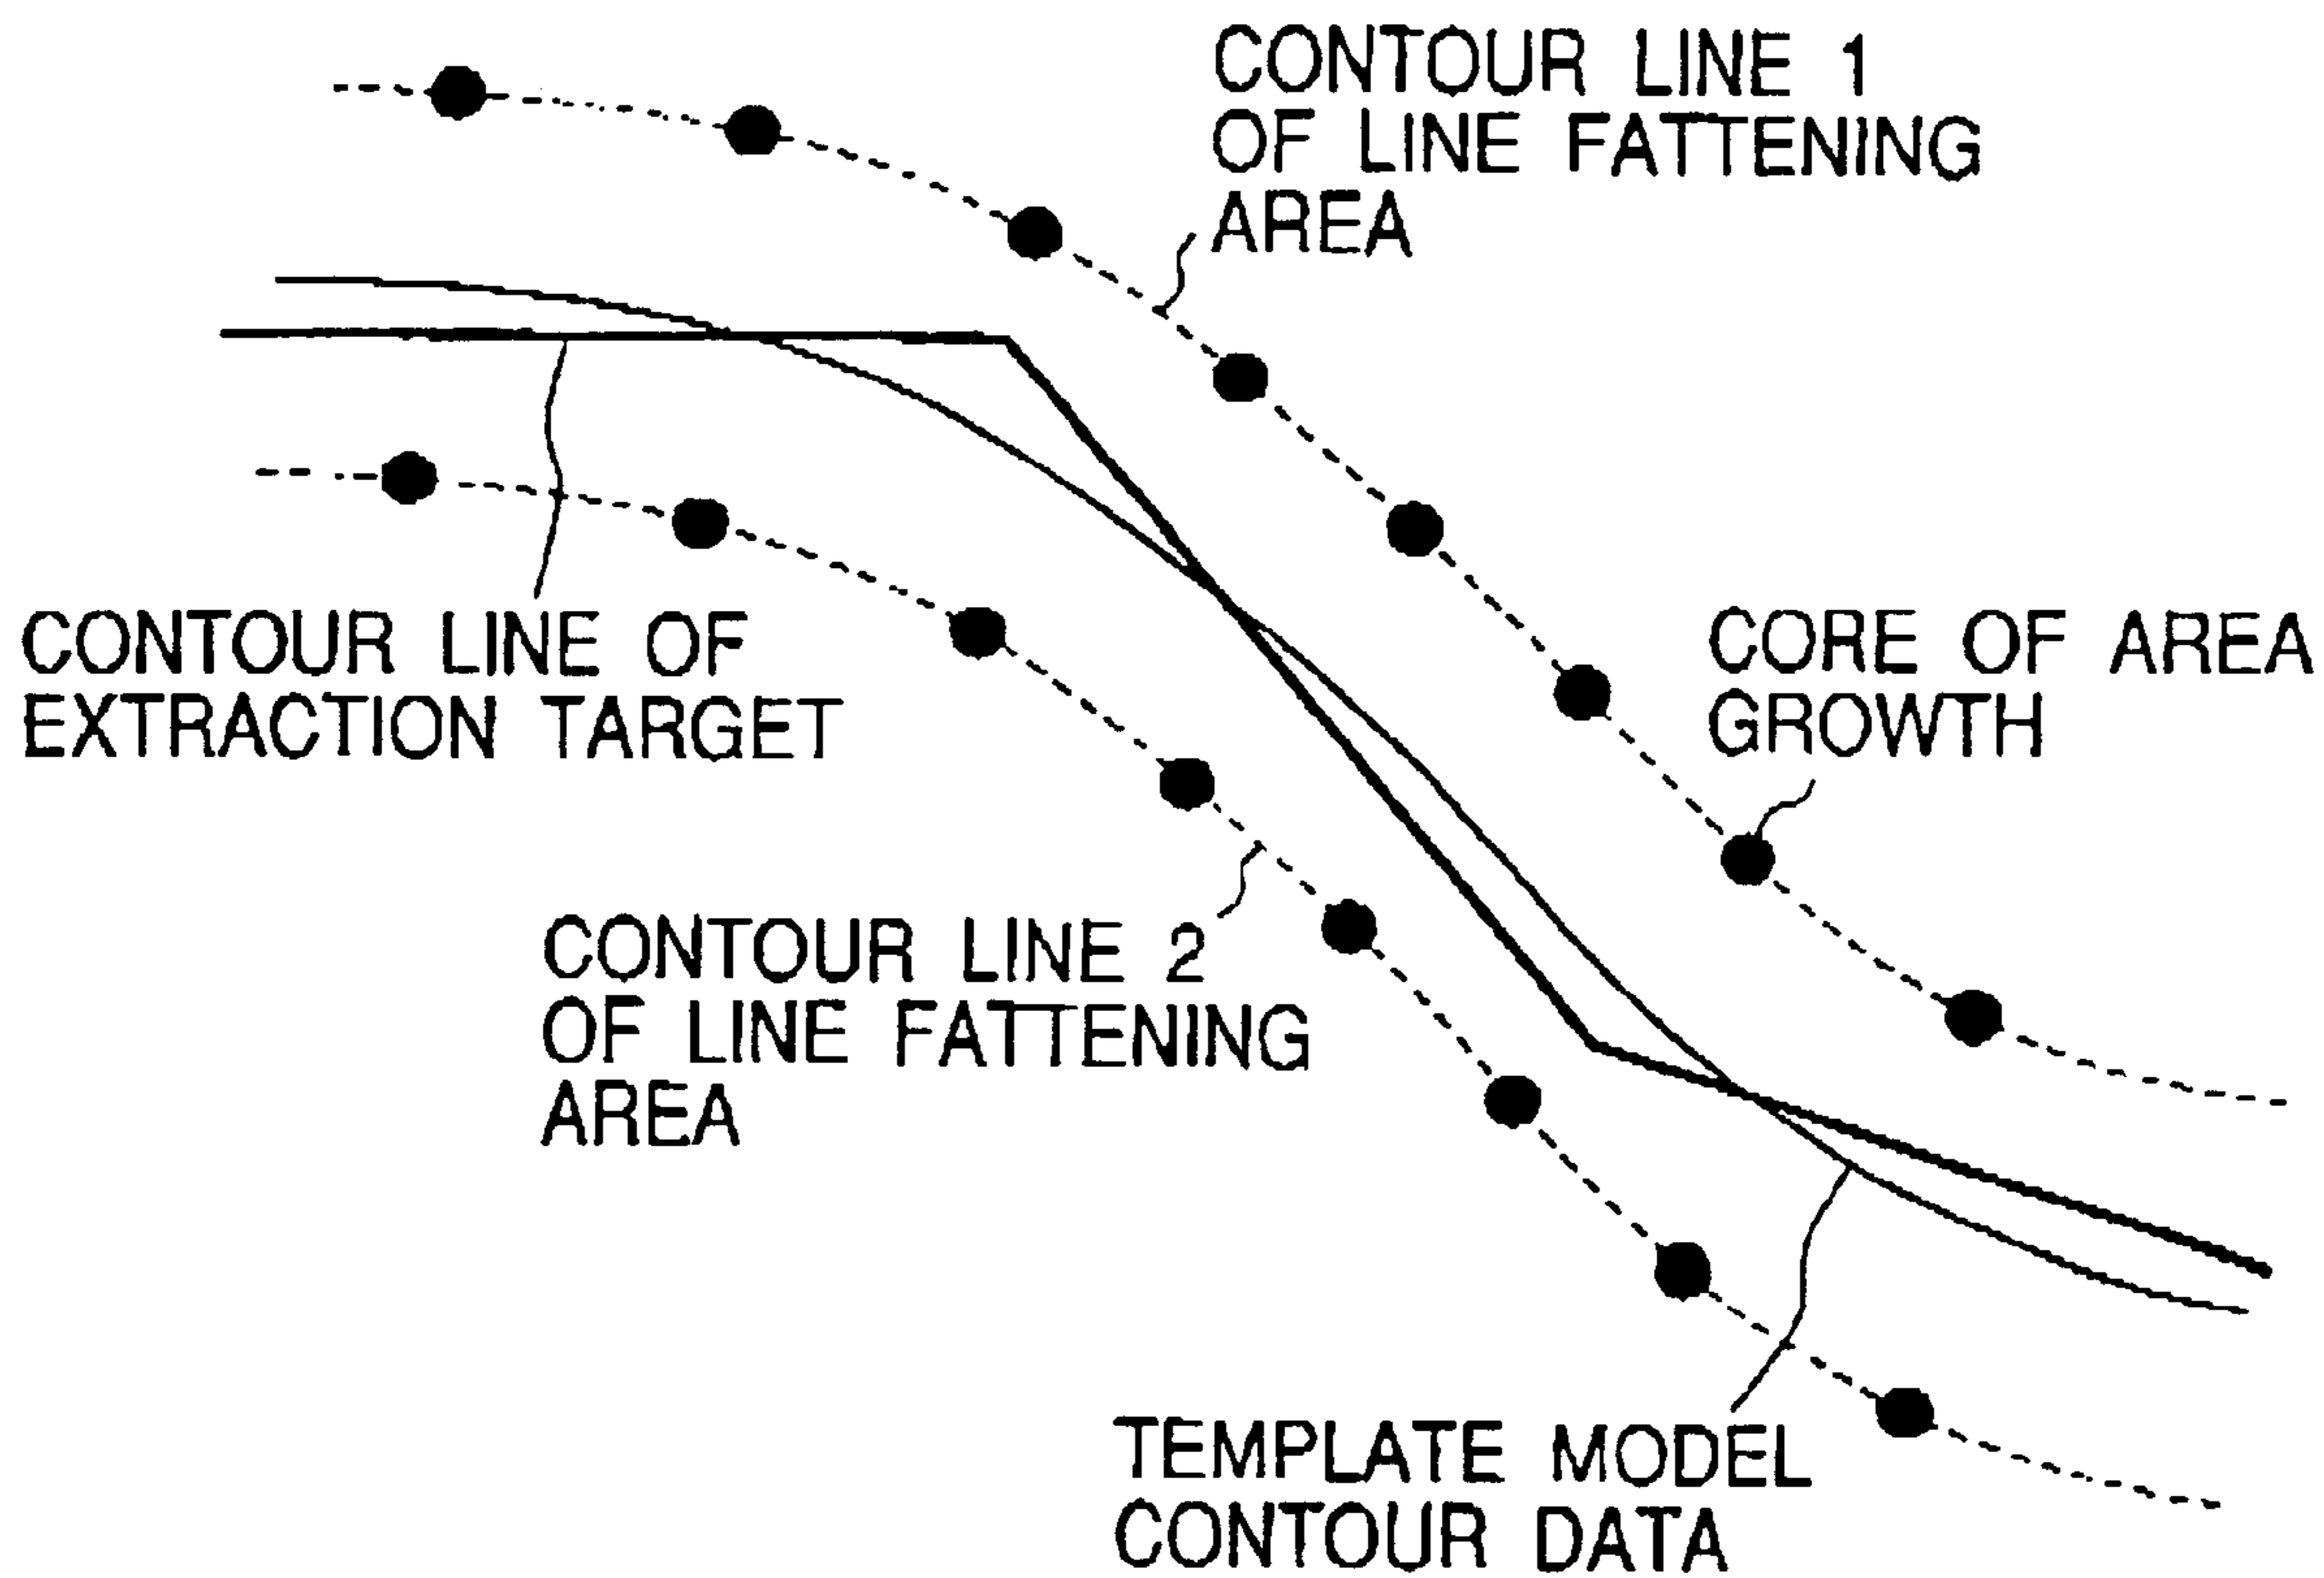 CONTOUR LINE 1
OF LINE FATTENING
AREA
CONTOUR LINE OF
EXTRACTION TARGET
CORE OF AREA
GROWTH
CONTOUR LINE 2
OF LINE FATTENING
AREA
TEMPLATE MODEL
CONTOUR DATA